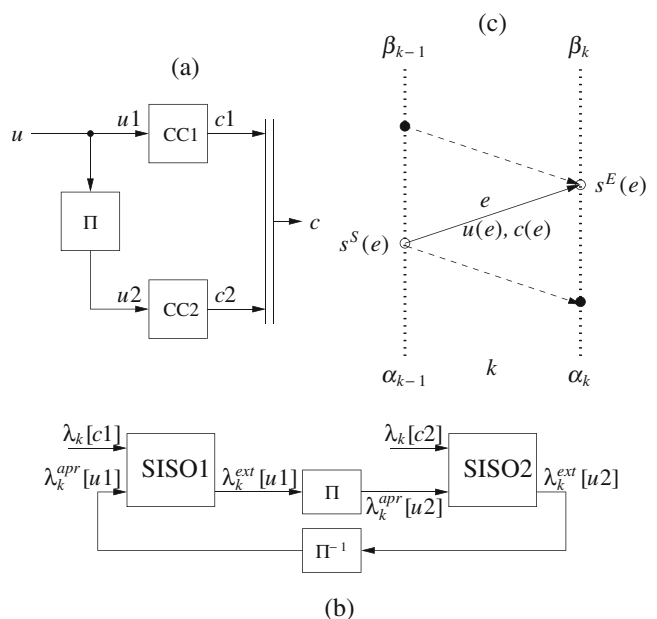 (a)
u
u1
CC1
c1
Π
c
u2
CC2
c2
(c)
β_{k−1}
β_k
s^E(e)
e
u(e), c(e)
s^S(e)
α_{k−1}
k
α_k
λ_k[c1]
λ_k^{apr}[u1]
SISO1
λ_k^{ext}[u1]
Π
λ_k^{apr}[u2]
λ_k[c2]
SISO2
λ_k^{ext}[u2]
Π^{−1}
(b)